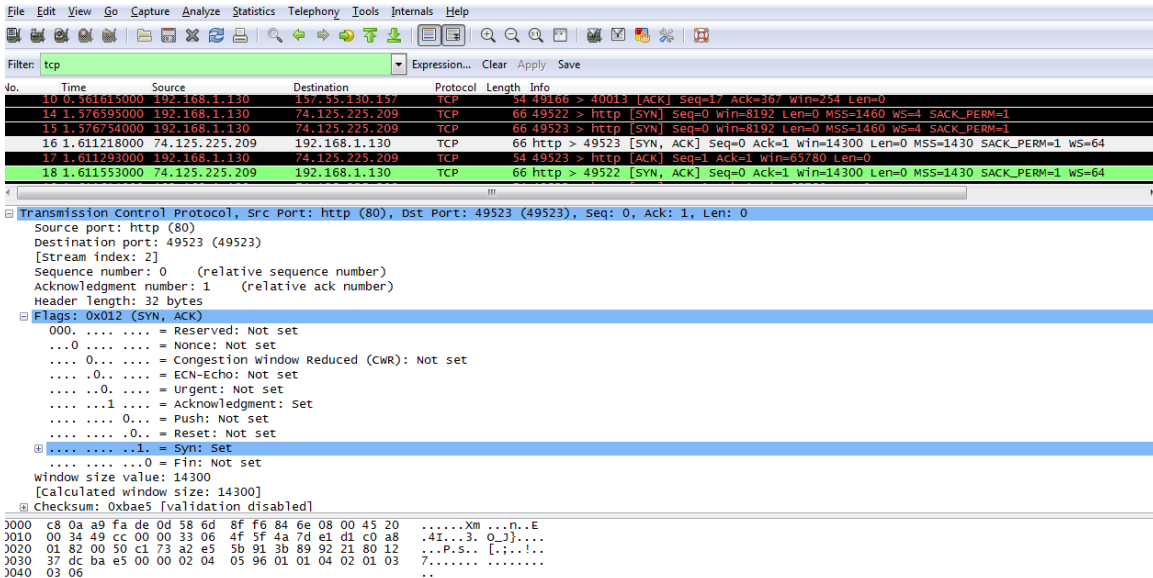 File Edit View Go Capture Analyze Statistics Telephony Tools Internals Help
Filter: tcp Expression... Clear Apply Save
No. Time Source Destination Protocol Length Info
10 0.561615000 192.168.1.130 157.55.130.157 TCP 54 49166 > 40013 [ACK] Seq=17 Ack=367 Win=254 Len=0
14 1.576595000 192.168.1.130 74.125.225.209 TCP 66 49522 > http [SYN] Seq=0 Win=8192 Len=0 MSS=1460 WS=4 SACK_PERM=1
15 1.576754000 192.168.1.130 74.125.225.209 TCP 66 49523 > http [SYN] Seq=0 Win=8192 Len=0 MSS=1460 WS=4 SACK_PERM=1
16 1.611218000 74.125.225.209 192.168.1.130 TCP 66 http > 49523 [SYN, ACK] Seq=0 Ack=1 Win=14300 Len=0 MSS=1430 SACK_PERM=1 WS=64
17 1.611293000 192.168.1.130 74.125.225.209 TCP 54 49523 > http [ACK] Seq=1 Ack=1 Win=65780 Len=0
18 1.611553000 74.125.225.209 192.168.1.130 TCP 66 http > 49522 [SYN, ACK] Seq=0 Ack=1 Win=14300 Len=0 MSS=1430 SACK_PERM=1 WS=64
Transmission Control Protocol, Src Port: http (80), Dst Port: 49523 (49523), Seq: 0, Ack: 1, Len: 0
Source port: http (80)
Destination port: 49523 (49523)
[Stream index: 2]
Sequence number: 0 (relative sequence number)
Acknowledgment number: 1 (relative ack number)
Header length: 32 bytes
Flags: 0x012 (SYN, ACK)
000. .... .... = Reserved: Not set
...0 .... .... = Nonce: Not set
.... 0... .... = Congestion Window Reduced (CWR): Not set
.... .0.. .... = ECN-Echo: Not set
.... ..0. .... = Urgent: Not set
.... ...1 .... = Acknowledgment: Set
.... .... 0... = Push: Not set
.... .... .0.. = Reset: Not set
.... .... ..1. = Syn: Set
.... .... ...0 = Fin: Not set
Window size value: 14300
[Calculated window size: 14300]
Checksum: 0xbae5 [validation disabled]
0000 c8 0a a9 fa de 0d 58 6d 8f f6 84 6e 08 00 45 20 ......Xm ...n..E
0010 00 34 49 cc 00 00 33 06 4f 5f 4a 7d e1 d1 c0 a8 .4I...3. O_J}....
0020 01 82 00 50 c1 73 a2 e5 5b 91 3b 89 92 21 80 12 ...P.s.. [.;..!..
0030 37 dc ba e5 00 00 02 04 05 96 01 01 04 02 01 03 7....... ........
0040 03 06 ..